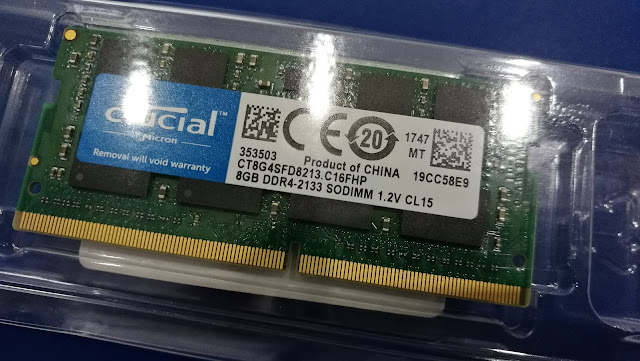 crucial™
by Micron
Removal will void warranty
CE 20
1747
MT
353503
Product of CHINA
19CC58E9
CT8G4SFD8213.C16FHP
8GB DDR4-2133 SODIMM 1.2V CL15